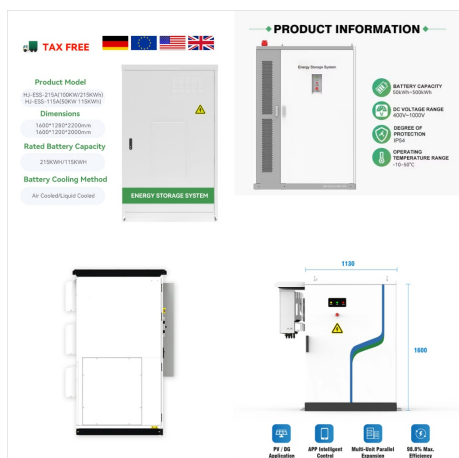 TAX FREE
Product Model
HJ-ESS-215A(100KW/215KWh)
HJ-ESS-115A(50KW 115KWh)
Dimensions
1600*1280*2200mm
1600*1250*2000mm
Rated Battery Capacity
215KWH/115KWH
Battery Cooling Method
Air Cooled/Liquid Cooled
ENERGY STORAGE SYSTEM
PRODUCT INFORMATION
Energy Storage System
BATTERY CAPACITY
50kWh~500kWh
DC VOLTAGE RANGE
400V~1000V
DEGREE OF
PROTECTION
IP54
OPERATING
TEMPERATURE RANGE
-10~50°C
1130
1800
PV / DG
Application
APP Intelligent
Control
Multi-Unit Parallel
Expansion
98.0% Max.
Efficiency